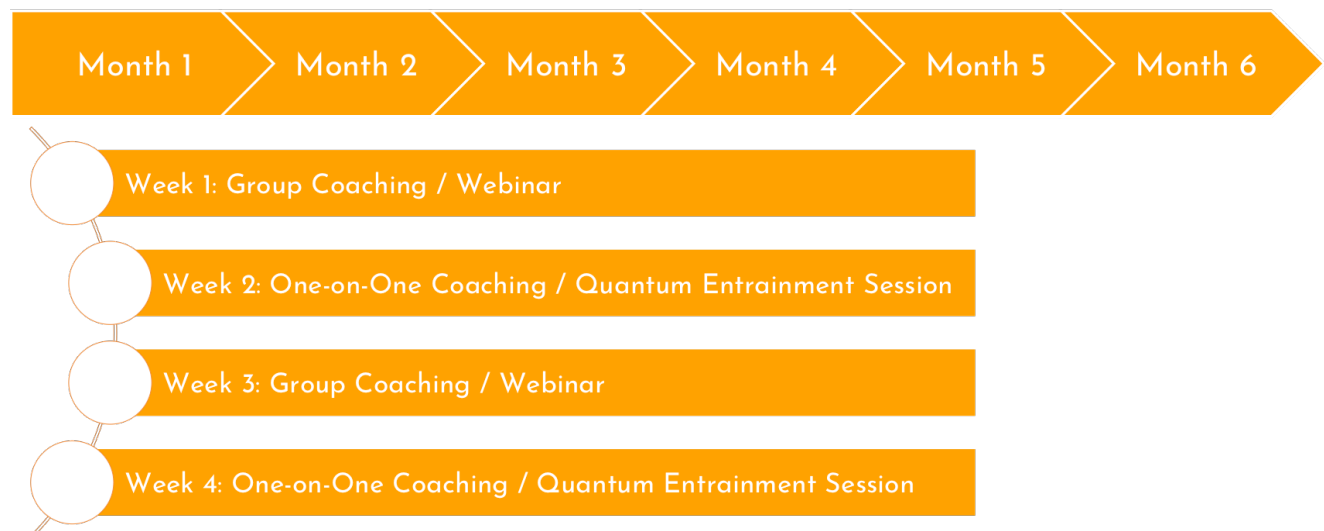 Month 1
Month 2
Month 3
Month 4
Month 5
Month 6
Week 1: Group Coaching / Webinar
Week 2: One-on-One Coaching / Quantum Entrainment Session
Week 3: Group Coaching / Webinar
Week 4: One-on-One Coaching / Quantum Entrainment Session